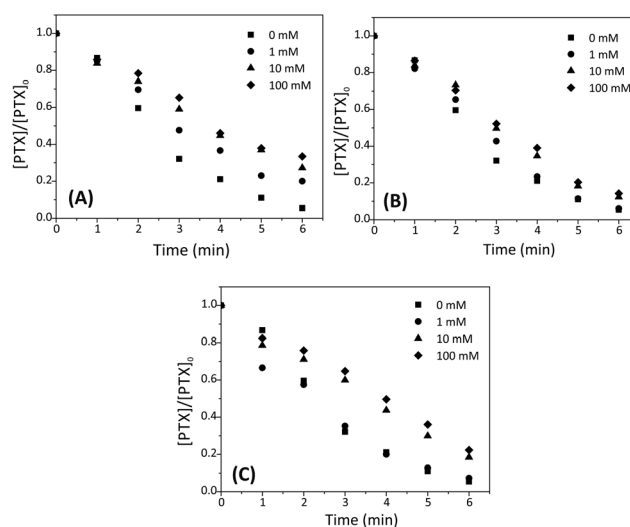 1.0
0.8
0.6
0.4
0.2
0.0
[PTX]/[PTX]0
0 mM
1 mM
10 mM
100 mM
(A)
0 1 2 3 4 5 6
Time (min)
1.0
0.8
0.6
0.4
0.2
0.0
[PTX]/[PTX]0
0 mM
1 mM
10 mM
100 mM
(B)
0 1 2 3 4 5 6
Time (min)
1.0
0.8
0.6
0.4
0.2
0.0
[PTX]/[PTX]0
0 mM
1 mM
10 mM
100 mM
(C)
0 1 2 3 4 5 6
Time (min)